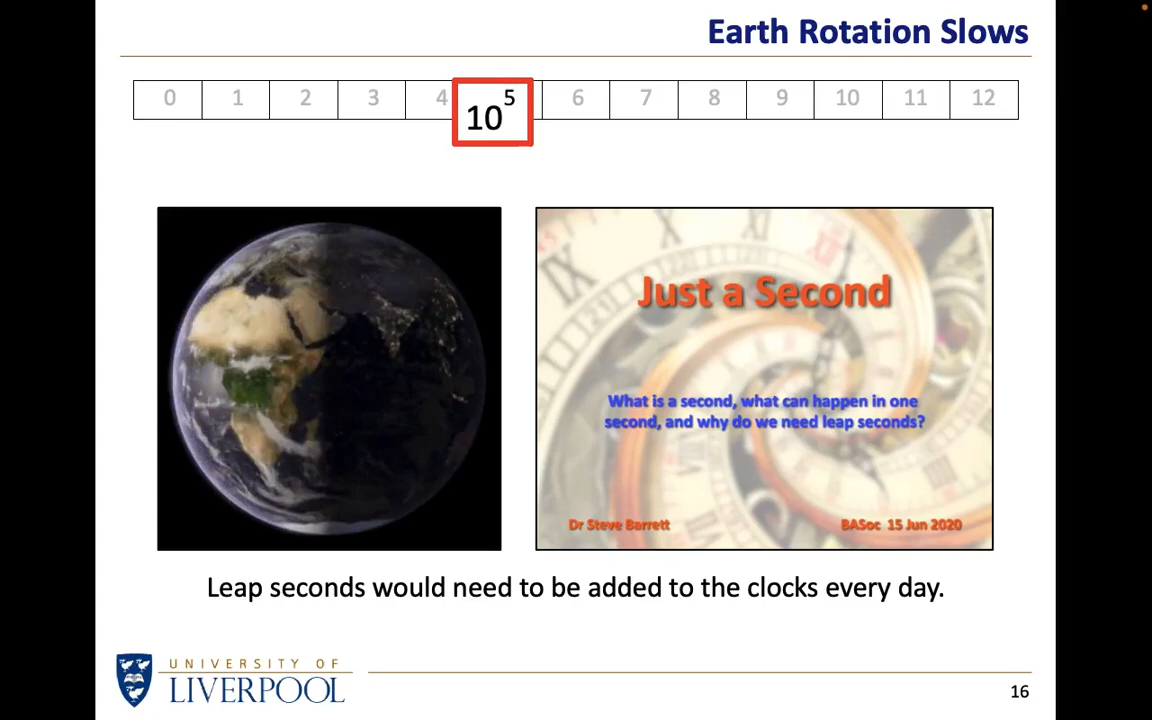 Earth Rotation Slows
0 1 2 3 4 10⁵ 6 7 8 9 10 11 12
Just a Second
What is a second, what can happen in one
second, and why do we need leap seconds?
Dr Steve Barrett BASoc 15 Jun 2020
Leap seconds would need to be added to the clocks every day.
UNIVERSITY OF
LIVERPOOL
16